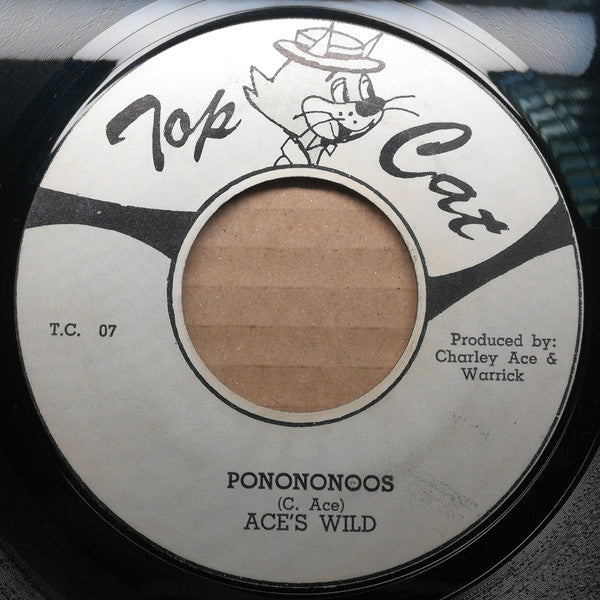 Top
Cat
T.C. 07
Produced by:
Charley Ace &
Warrick
PONONONOOS
(C. Ace)
ACE'S WILD